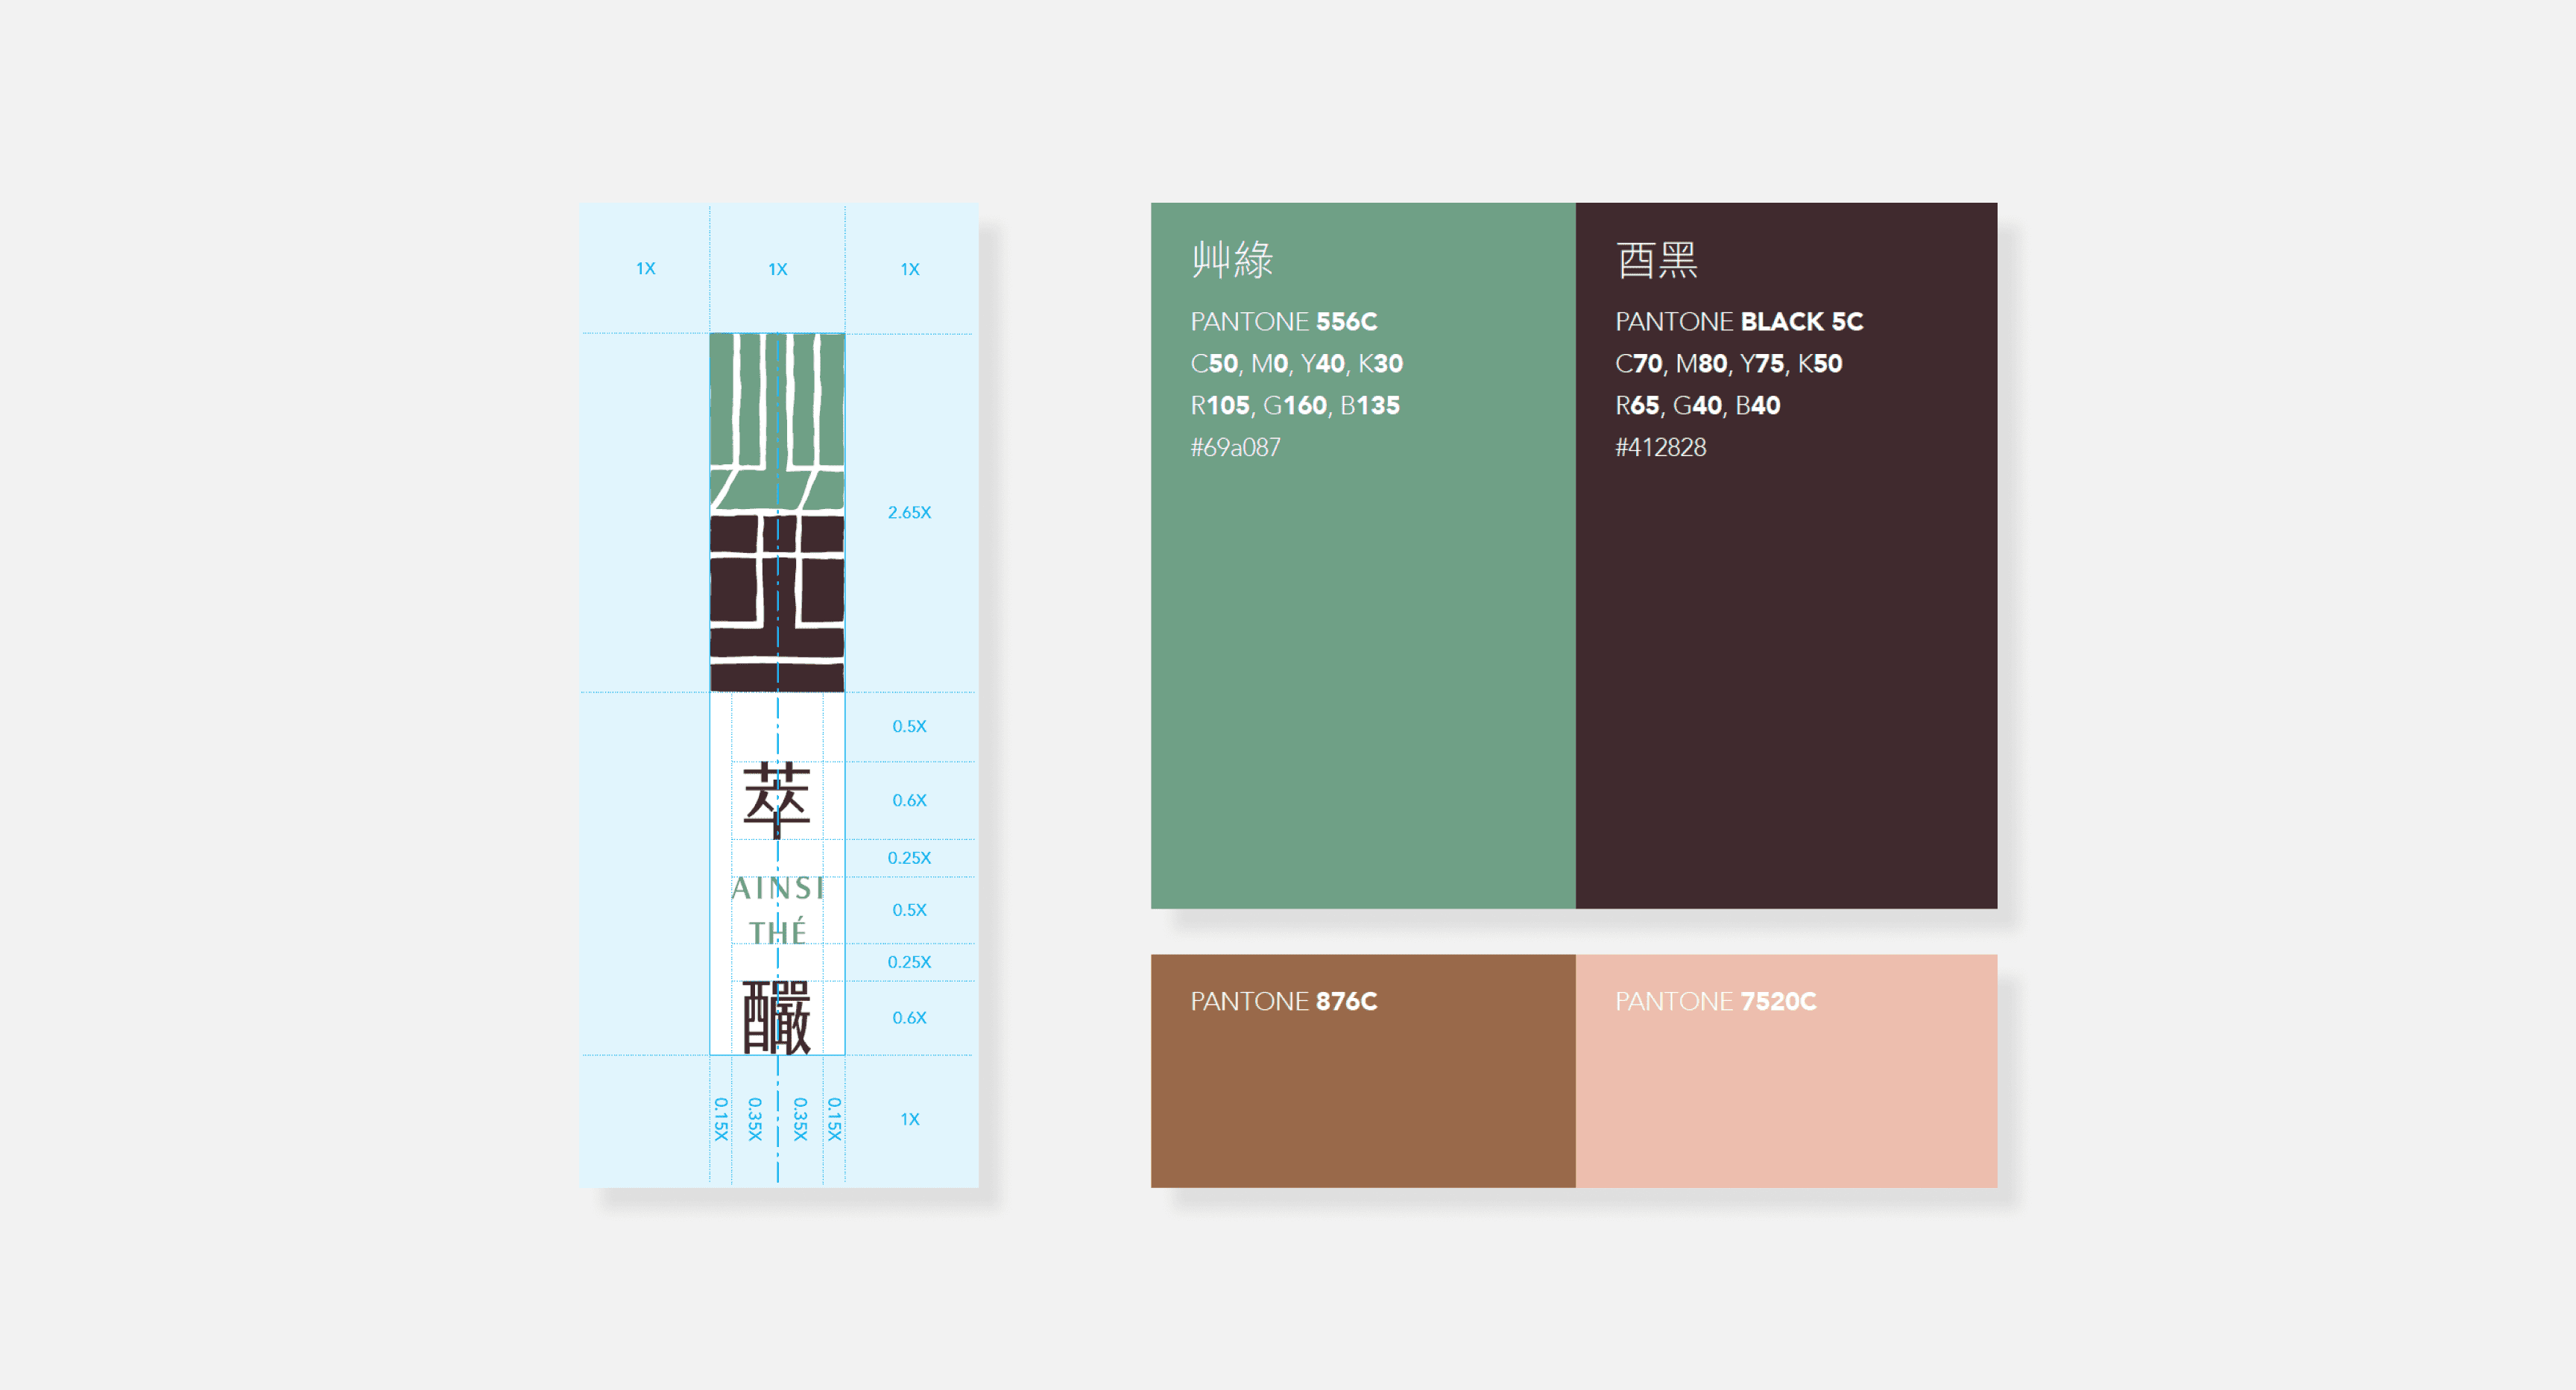 1X
1X
1X
2.65X
0.5X
萃
0.6X
0.25X
AINSI
THÉ
0.5X
0.25X
釅
0.6X
0.15X
0.35X
0.35X
0.15X
1X
艸綠
PANTONE 556C
C50, M0, Y40, K30
R105, G160, B135
#69a087
酉黑
PANTONE BLACK 5C
C70, M80, Y75, K50
R65, G40, B40
#412828
PANTONE 876C
PANTONE 7520C